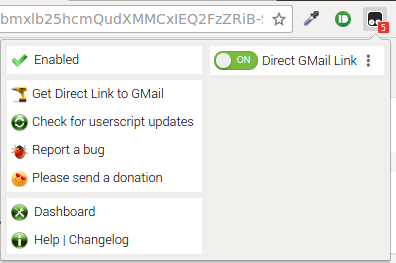 bmxlb25hcmQudXMMCxIEQ2FzZRiB-
5
Enabled
Get Direct Link to GMail
Check for userscript updates
Report a bug
Please send a donation
Dashboard
Help | Changelog
ON
Direct GMail Link